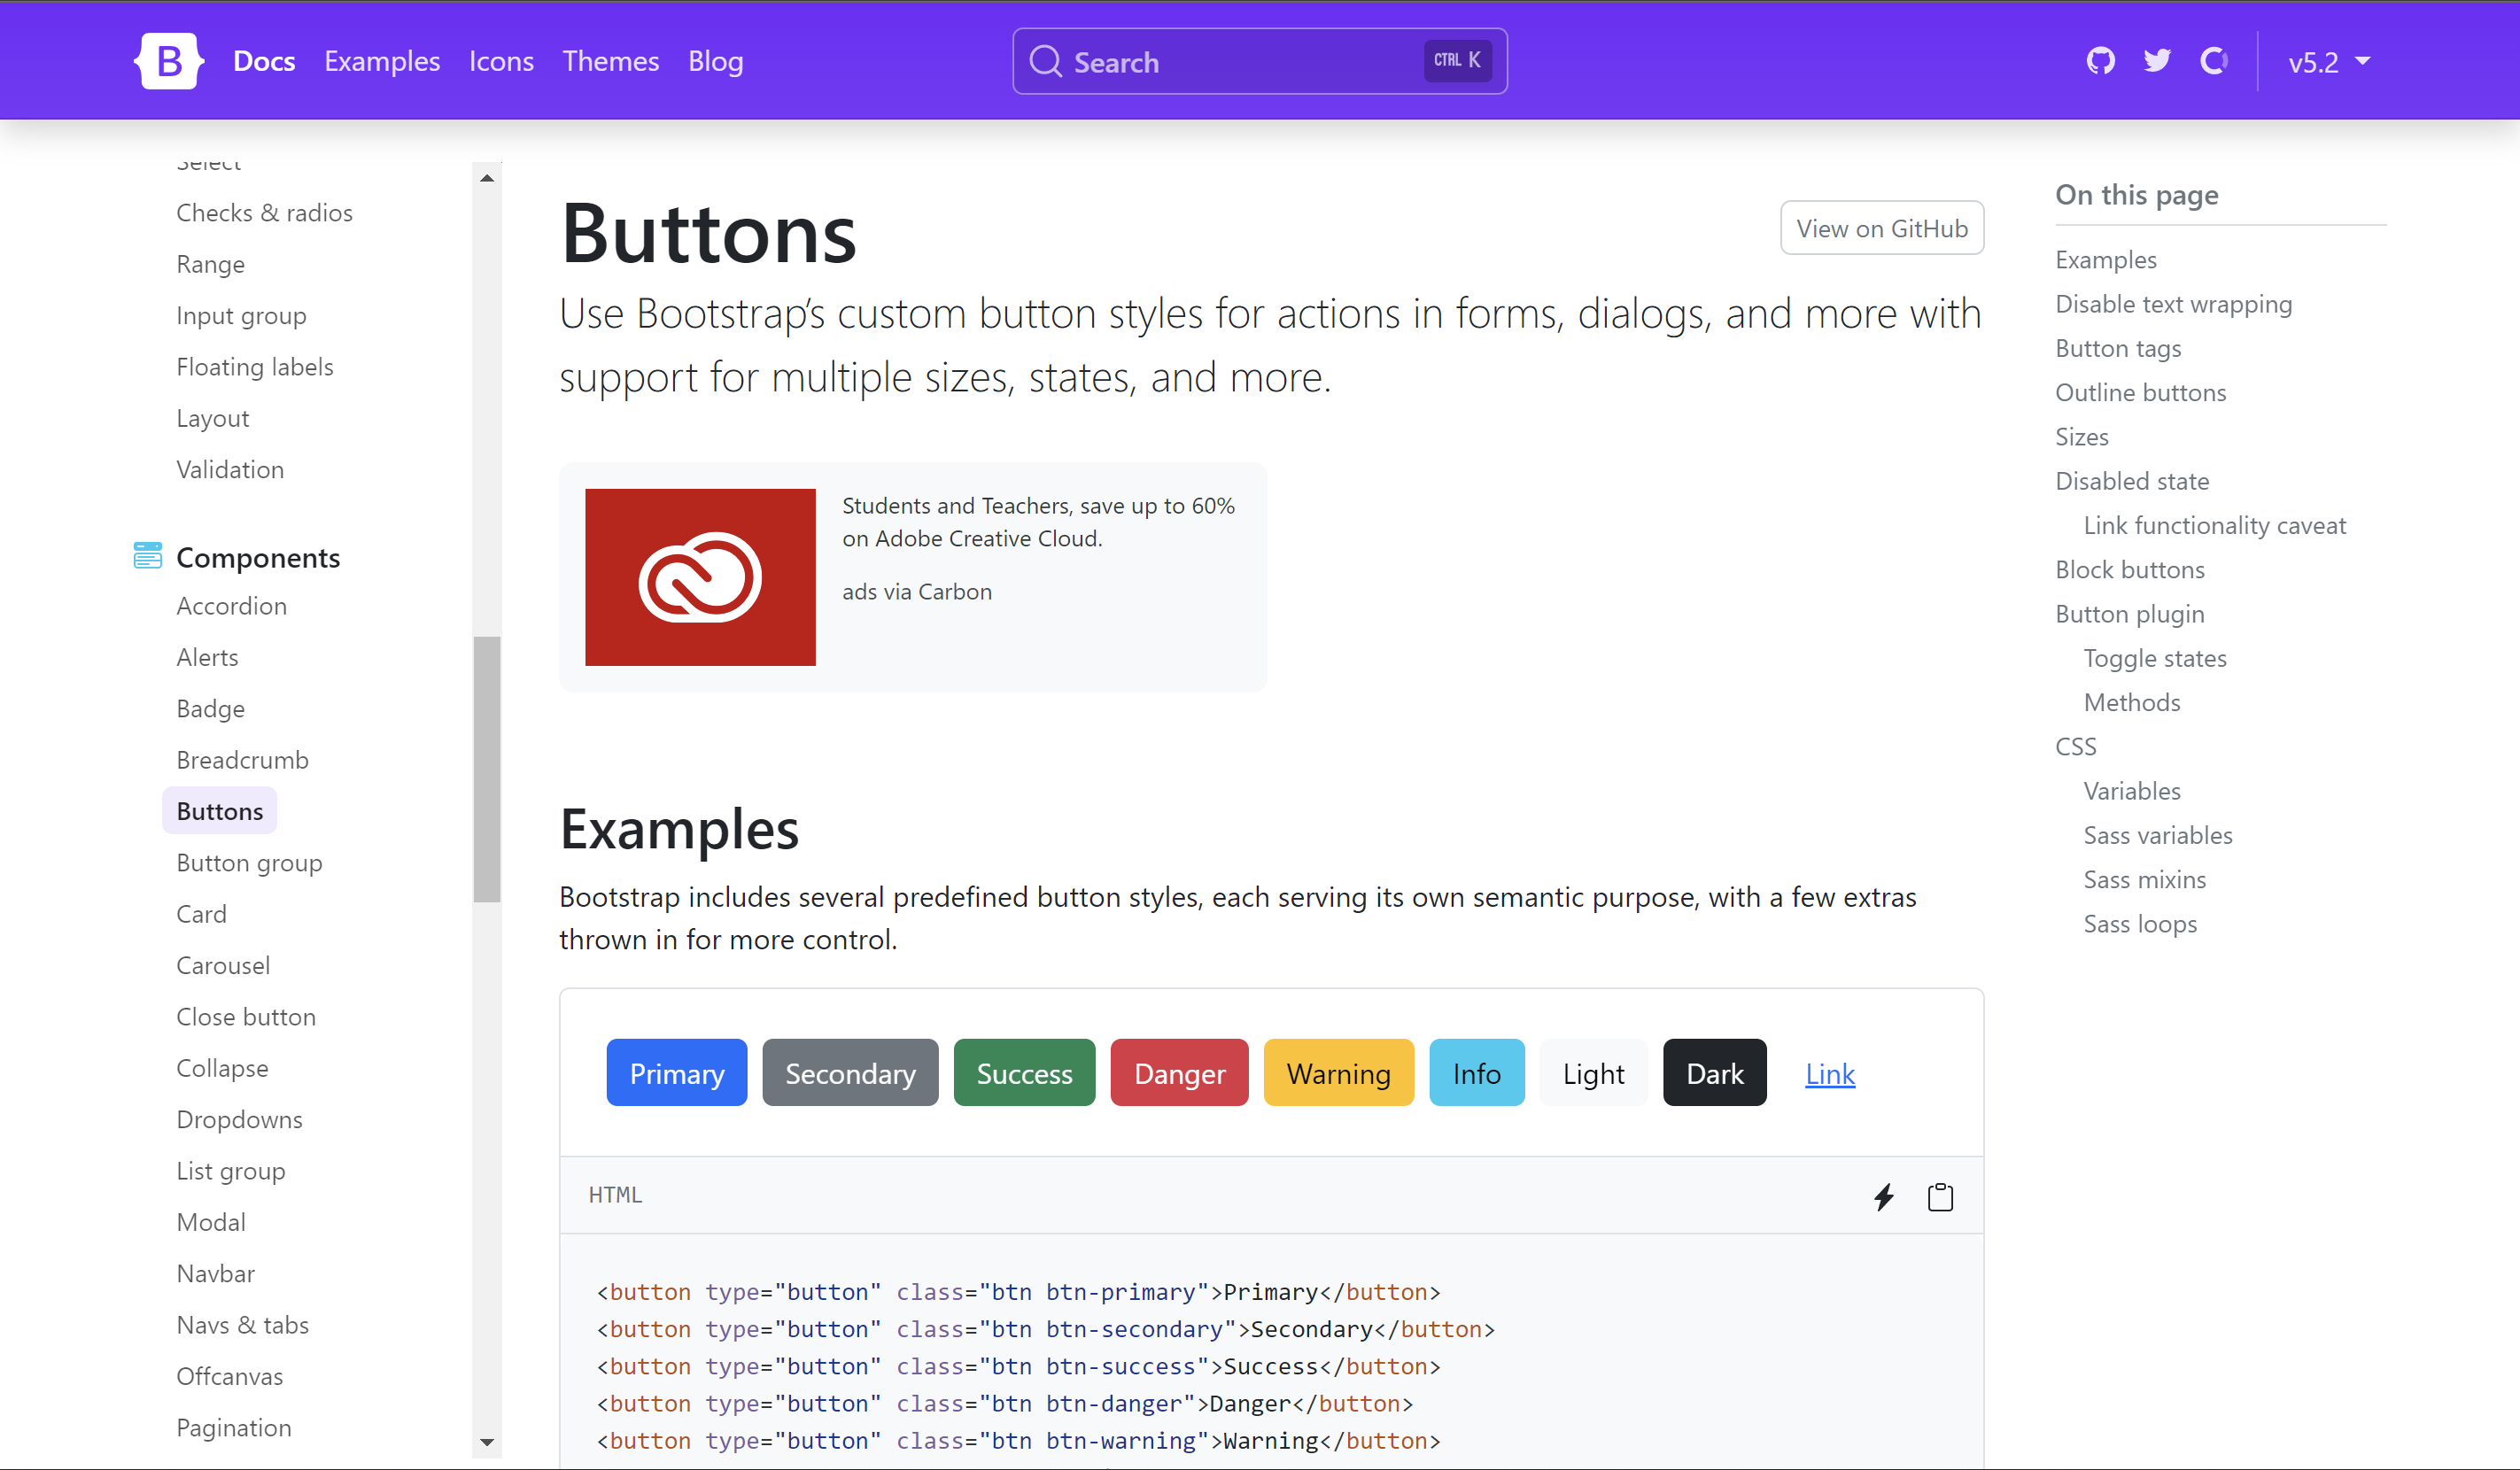 B
Docs
Examples
Icons
Themes
Blog
Search
CTRL K
v5.2
Select
Checks & radios
Range
Input group
Floating labels
Layout
Validation
Components
Accordion
Alerts
Badge
Breadcrumb
Buttons
Button group
Card
Carousel
Close button
Collapse
Dropdowns
List group
Modal
Navbar
Navs & tabs
Offcanvas
Pagination
Buttons
View on GitHub
Use Bootstrap’s custom button styles for actions in forms, dialogs, and more with
support for multiple sizes, states, and more.
Students and Teachers, save up to 60%
on Adobe Creative Cloud.
ads via Carbon
Examples
Bootstrap includes several predefined button styles, each serving its own semantic purpose, with a few extras
thrown in for more control.
Primary
Secondary
Success
Danger
Warning
Info
Light
Dark
Link
HTML
<button type="button" class="btn btn-primary">Primary</button>
<button type="button" class="btn btn-secondary">Secondary</button>
<button type="button" class="btn btn-success">Success</button>
<button type="button" class="btn btn-danger">Danger</button>
<button type="button" class="btn btn-warning">Warning</button>
On this page
Examples
Disable text wrapping
Button tags
Outline buttons
Sizes
Disabled state
Link functionality caveat
Block buttons
Button plugin
Toggle states
Methods
CSS
Variables
Sass variables
Sass mixins
Sass loops